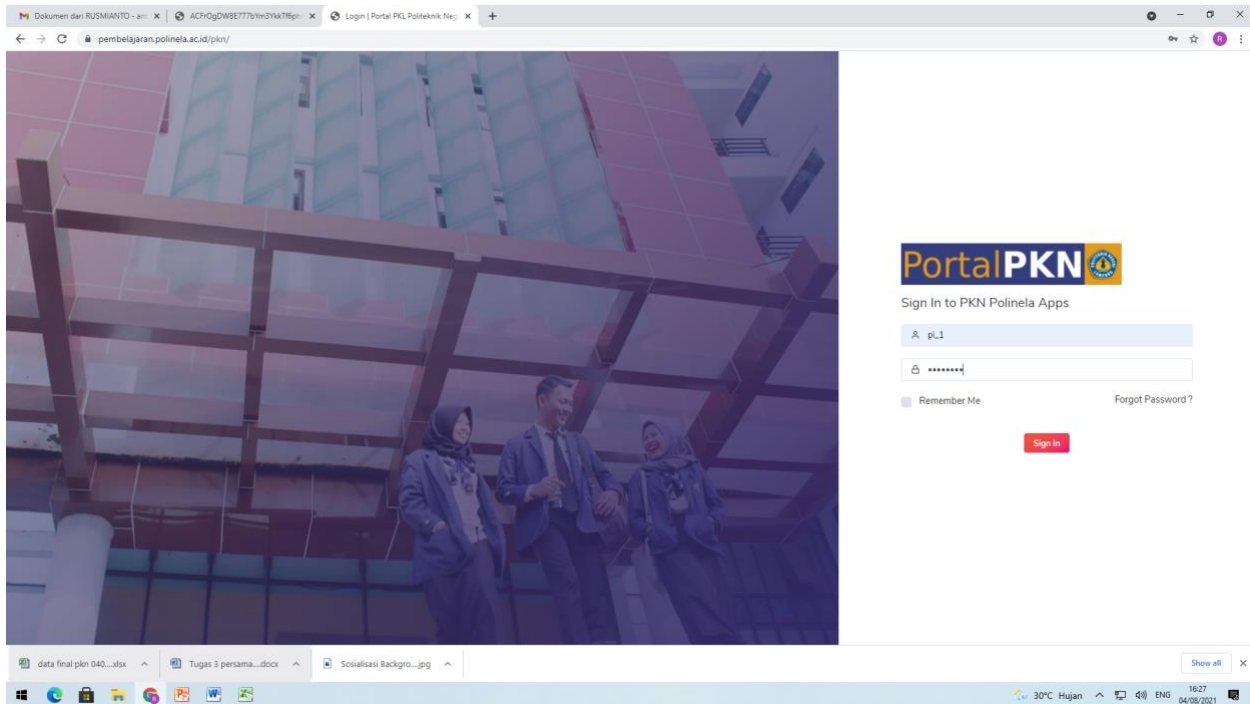 Dokumen dari RUSMIANTO - am
ACFrOgDW8E777bYm3YkkTf6pt
Login | Portal PKL Politeknik Neg
pembelajaran.polinela.ac.id/pkn/
R
PortalPKN
Sign In to PKN Polinela Apps
pl_1
Remember Me
Forgot Password ?
Sign In
data final pkn 040....xlsx
Tugas 3 persama....docx
Sosialisasi Backgro....jpg
Show all
30°C Hujan
ENG
16:27
04/08/2021